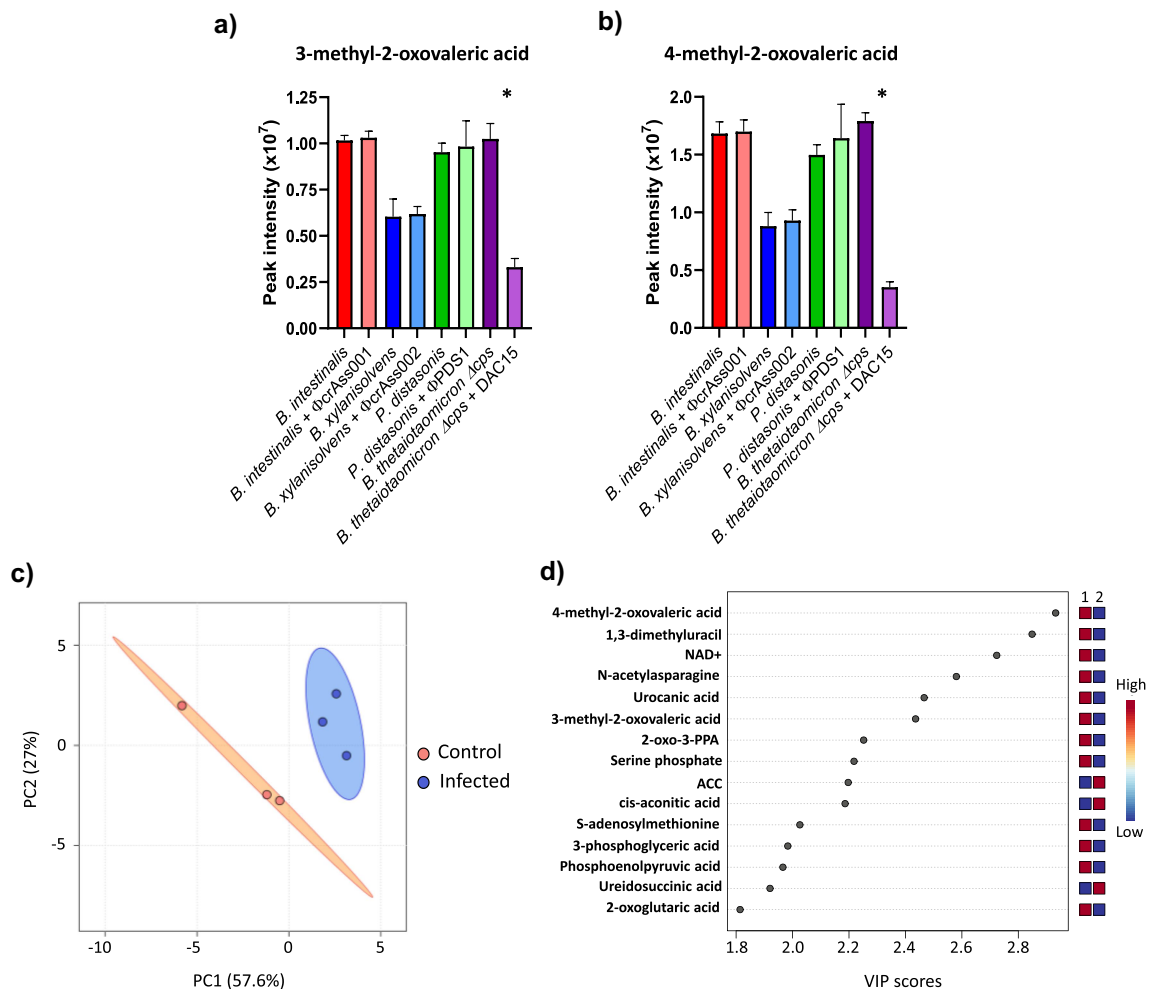 a)
3-methyl-2-oxovaleric acid
Peak intensity (x10⁷)
1.25
1.00
0.75
0.50
0.25
0.00
*
B. intestinalis
B. intestinalis + ΦcrAss001
B. xylanisolvens
B. xylanisolvens + ΦcrAss002
P. distasonis
P. distasonis + ΦPDS1
B. thetaiotaomicron Δcps
B. thetaiotaomicron Δcps + DAC15
b)
4-methyl-2-oxovaleric acid
Peak intensity (x10⁷)
2.0
1.5
1.0
0.5
0.0
*
B. intestinalis
B. intestinalis + ΦcrAss001
B. xylanisolvens
B. xylanisolvens + ΦcrAss002
P. distasonis
P. distasonis + ΦPDS1
B. thetaiotaomicron Δcps
B. thetaiotaomicron Δcps + DAC15
c)
PC2 (27%)
5
0
-5
-10
-5
0
5
PC1 (57.6%)
Control
Infected
d)
1 2
4-methyl-2-oxovaleric acid
1,3-dimethyluracil
NAD+
N-acetylasparagine
Urocanic acid
3-methyl-2-oxovaleric acid
2-oxo-3-PPA
Serine phosphate
ACC
cis-aconitic acid
S-adenosylmethionine
3-phosphoglyceric acid
Phosphoenolpyruvic acid
Ureidosuccinic acid
2-oxoglutaric acid
1.8
2.0
2.2
2.4
2.6
2.8
VIP scores
High
Low